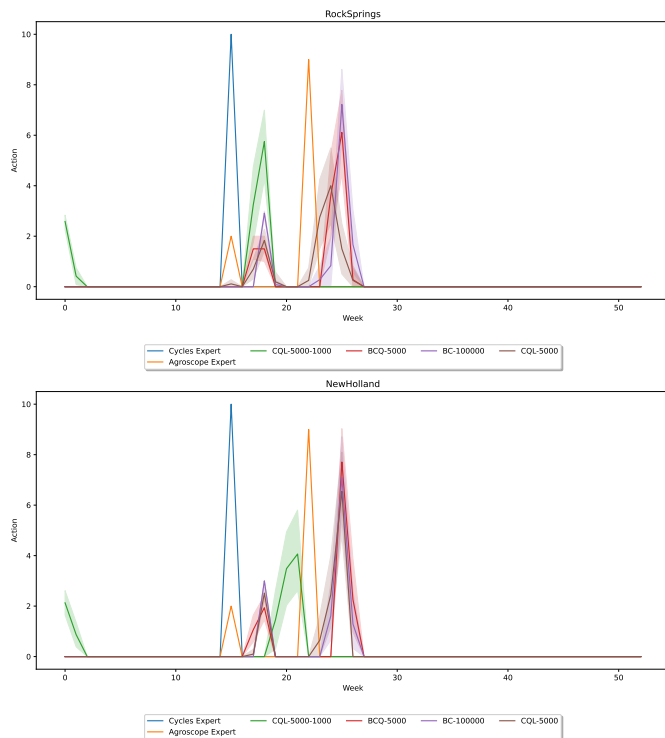 RockSprings
10
8
6
4
2
0
Action
0 10 20 30 40 50
Week
Cycles Expert CQL-5000-1000 BCQ-5000 BC-100000 CQL-5000
Agroscope Expert
NewHolland
10
8
6
4
2
0
Action
0 10 20 30 40 50
Week
Cycles Expert CQL-5000-1000 BCQ-5000 BC-100000 CQL-5000
Agroscope Expert